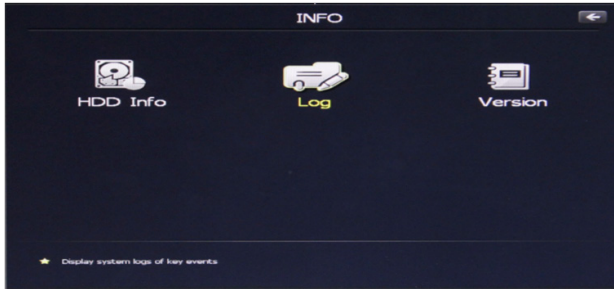 INFO
HDD Info
Log
Version
Display system logs of key events